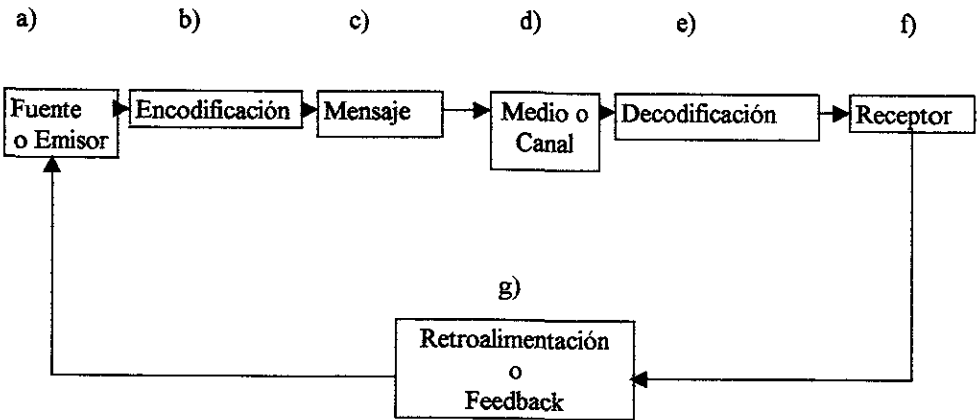 a)
b)
c)
d)
e)
f)
Fuente
o Emisor
Encodificación
Mensaje
Medio o
Canal
Decodificación
Receptor
g)
Retroalimentación
o
Feedback